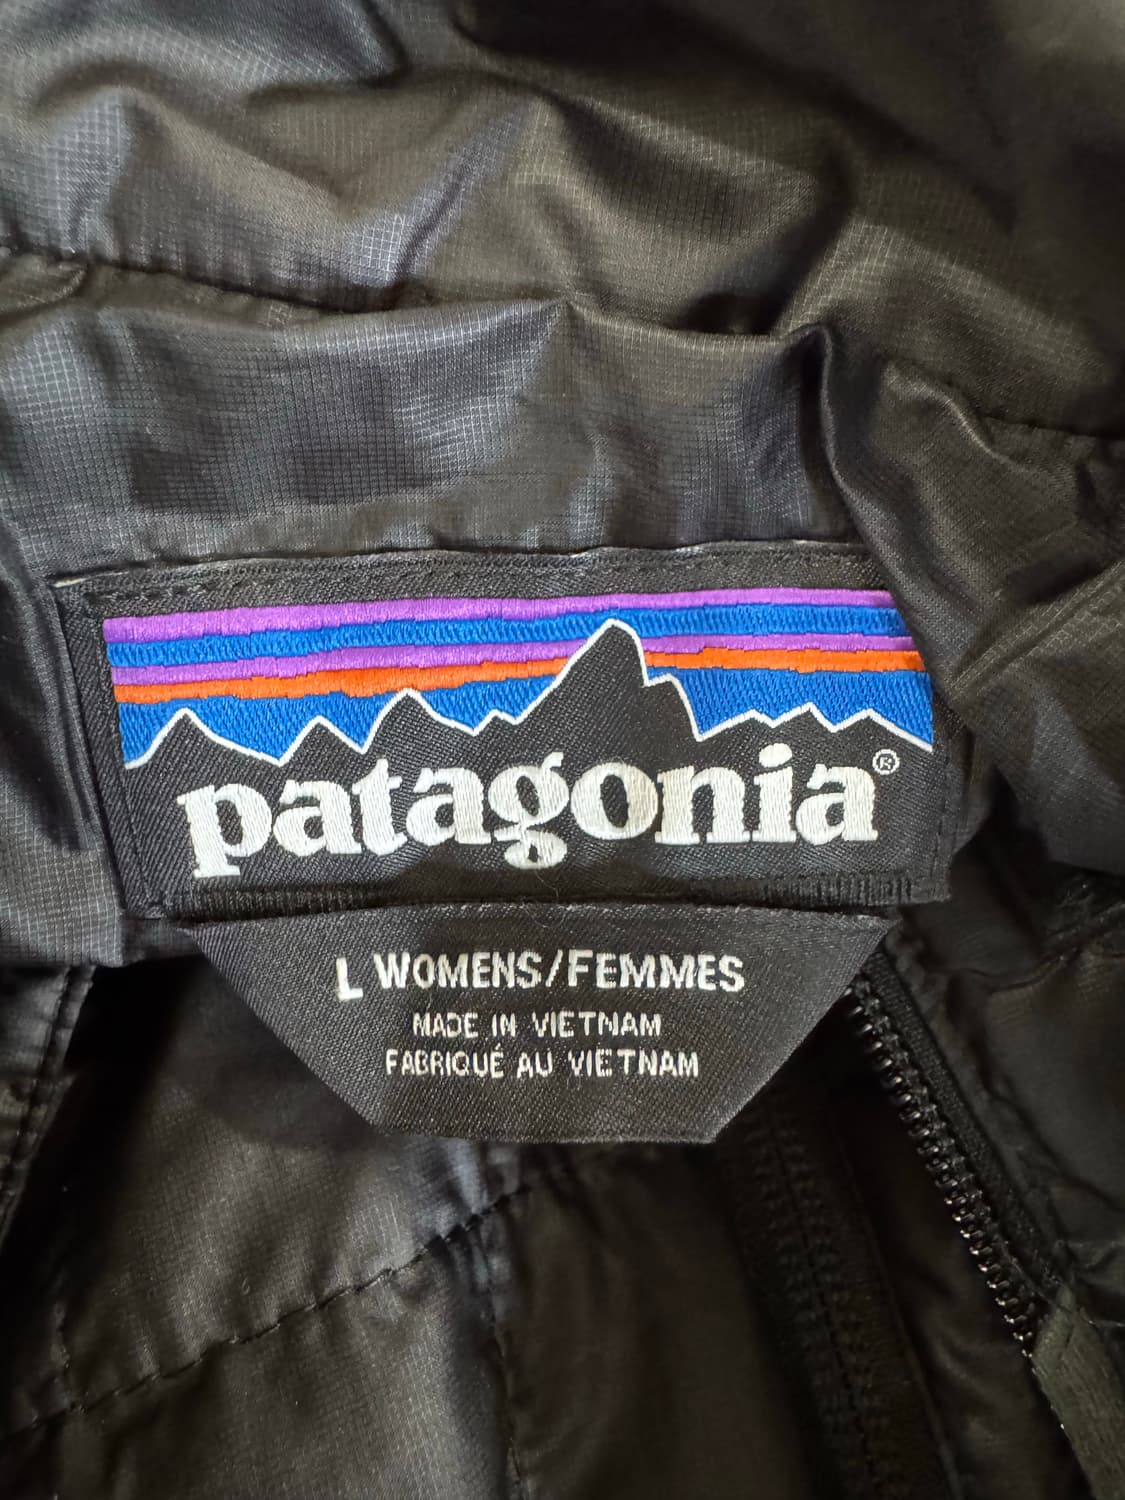 patagonia®
L WOMENS/FEMMES
MADE IN VIETNAM
FABRIQUÉ AU VIETNAM